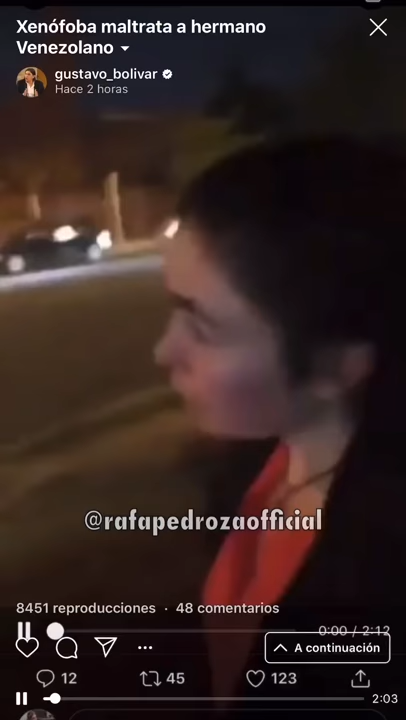 Xenófoba maltrata a hermano
Venezolano
gustavo_bolivar
Hace 2 horas
@rafapedrozaofficial
8451 reproducciones · 48 comentarios
0:00 / 2:12
A continuación
12
45
123
2:03